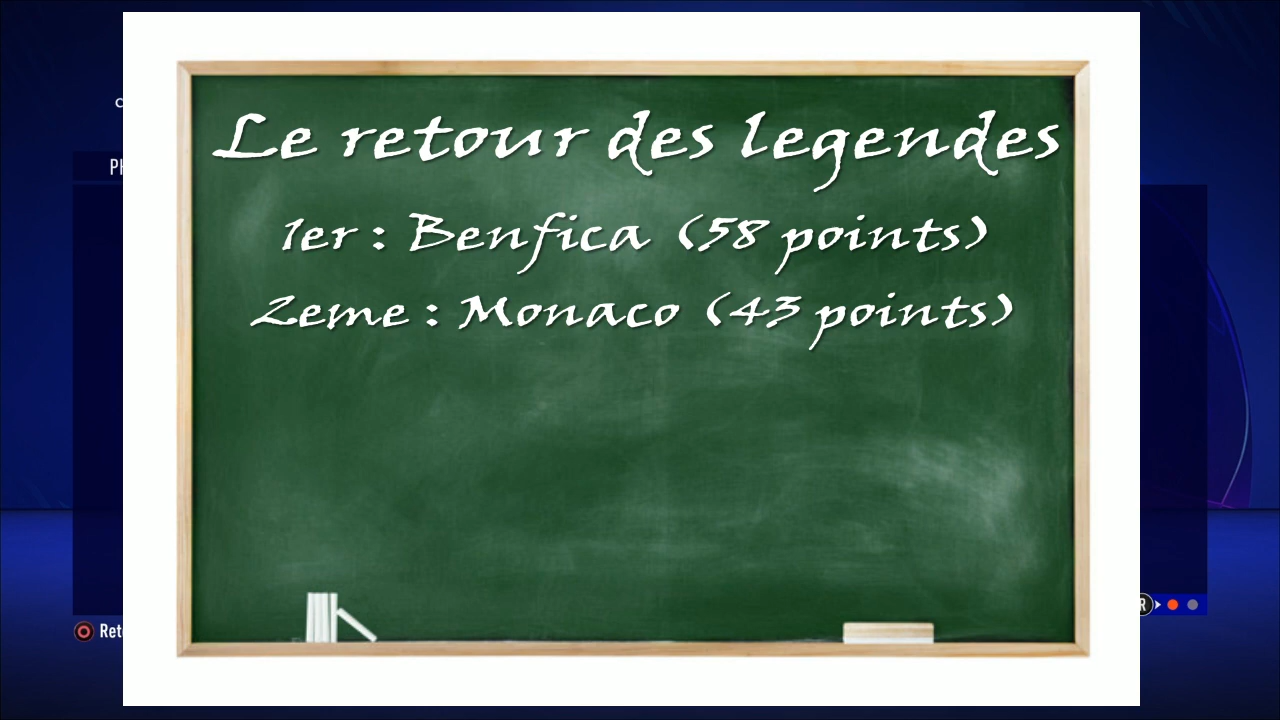 Le retour des legendes
1er : Benfica (58 points)
2eme : Monaco (43 points)